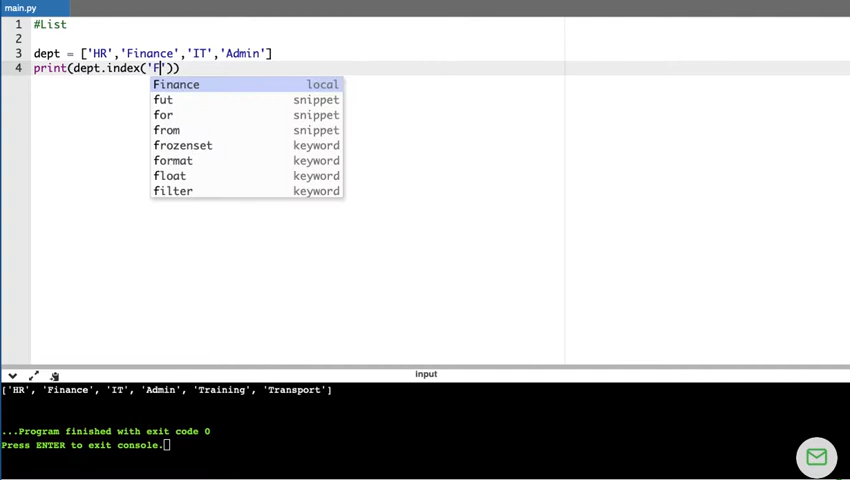 main.py
1 #List
2
3 dept = ['HR','Finance','IT','Admin']
4 print(dept.index('F'))
Finance local
fut snippet
for snippet
from snippet
frozenset keyword
format keyword
float keyword
filter keyword
input
['HR', 'Finance', 'IT', 'Admin', 'Training', 'Transport']
...Program finished with exit code 0
Press ENTER to exit console.